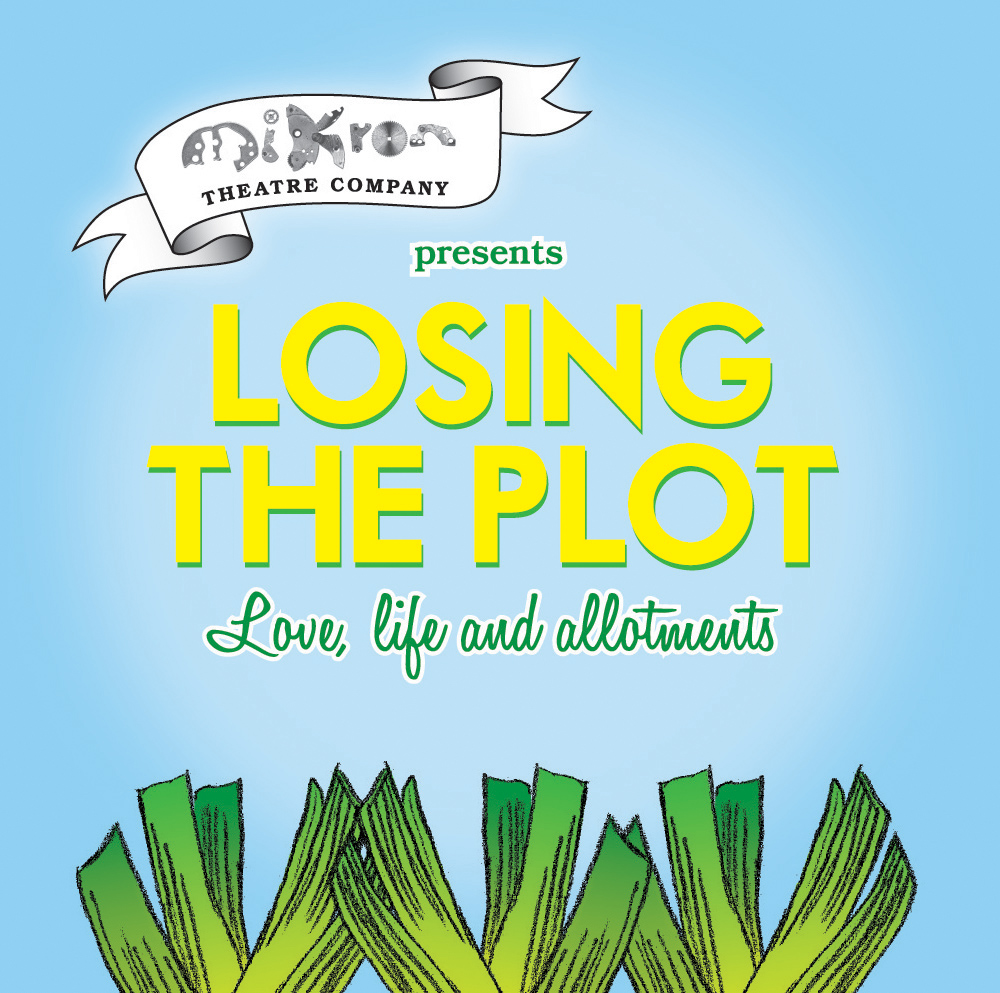 mikron
THEATRE COMPANY
presents
LOSING
THE PLOT
Love, life and allotments